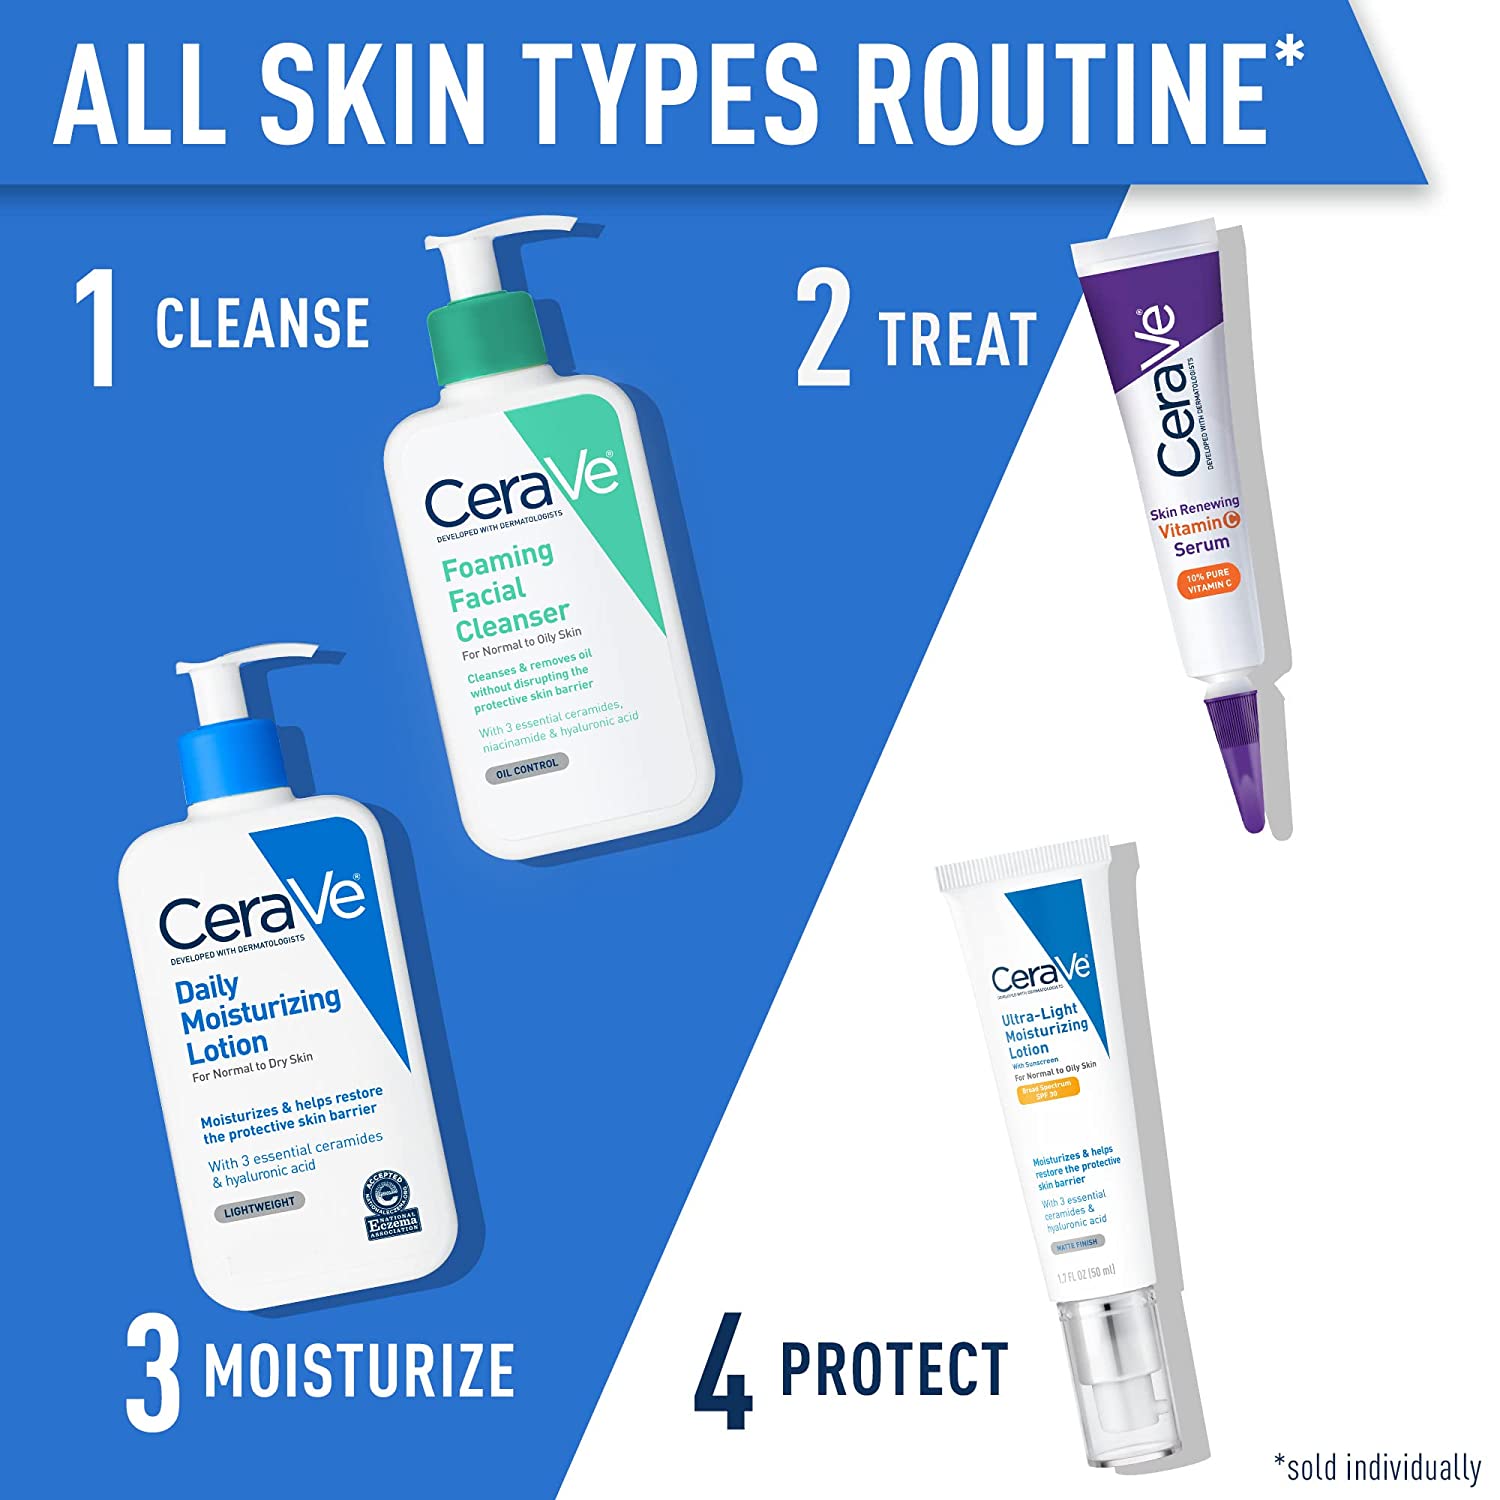 ALL SKIN TYPES ROUTINE*
1 CLEANSE
CeraVe®
DEVELOPED WITH DERMATOLOGISTS
Foaming
Facial
Cleanser
For Normal to Oily Skin
Cleanses & removes oil
without disrupting the
protective skin barrier
With 3 essential ceramides,
niacinamide & hyaluronic acid
OIL CONTROL
2 TREAT
CeraVe®
DEVELOPED WITH DERMATOLOGISTS
Skin Renewing
Vitamin C
Serum
10% PURE
VITAMIN C
CeraVe®
DEVELOPED WITH DERMATOLOGISTS
Daily
Moisturizing
Lotion
For Normal to Dry Skin
Moisturizes & helps restore
the protective skin barrier
With 3 essential ceramides
& hyaluronic acid
LIGHTWEIGHT
ACCEPTED
NATIONALECZEMA.ORG
NATIONAL
Eczema
ASSOCIATION
3 MOISTURIZE
CeraVe®
DEVELOPED WITH DERMATOLOGISTS
Ultra-Light
Moisturizing
Lotion
With Sunscreen
For Normal to Oily Skin
Broad Spectrum
SPF 30
Moisturizes & helps
restore the protective
skin barrier
With 3 essential
ceramides &
hyaluronic acid
MATTE FINISH
1.7 FL OZ (50 ml)
4 PROTECT
*sold individually